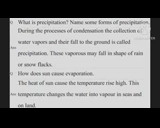 Q What is precipitation? Name some forms of precipitation.
During the processes of condensation the collection of
Ans water vapors and their fall to the ground is called
precipitation. These vaporous may fall in shape of rain
or snow flacks.
Q How does sun cause evaporation.
The heat of sun cause the temperature rise high. This
Ans temperature changes the water into vapour in seas and
on land.